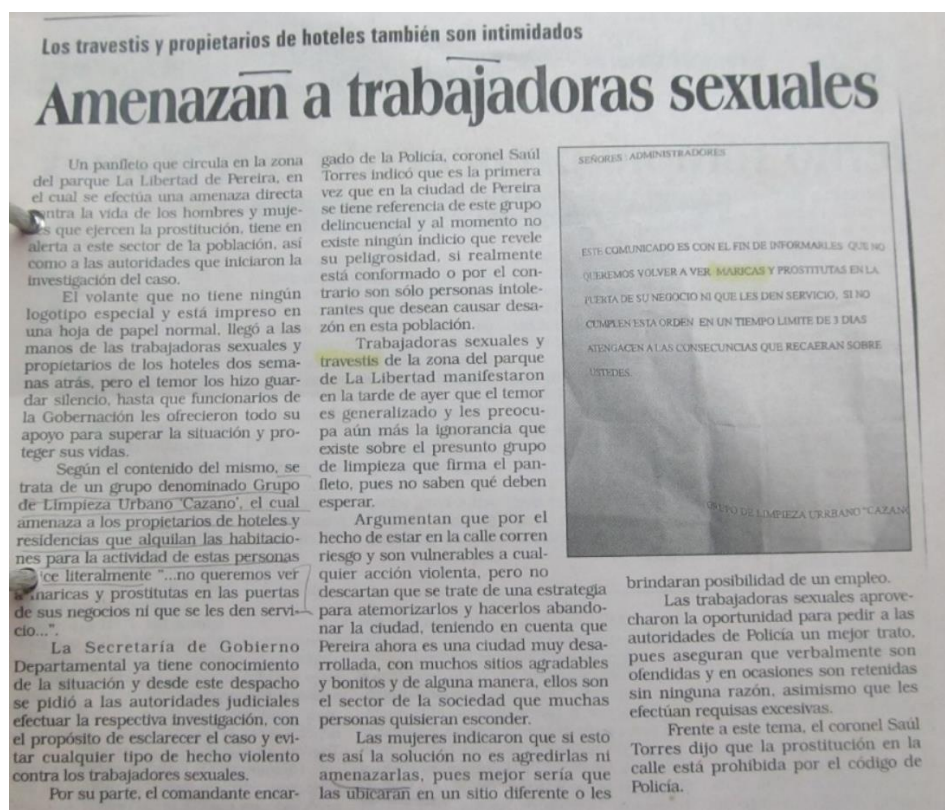 Los travestis y propietarios de hoteles también son intimidados
Amenazan a trabajadoras sexuales
Un panfleto que circula en la zona
del parque La Libertad de Pereira, en
el cual se efectúa una amenaza directa
contra la vida de los hombres y muje-
es que ejercen la prostitución, tiene en
alerta a este sector de la población, así
como a las autoridades que iniciaron la
investigación del caso.
El volante que no tiene ningún
logotipo especial y está impreso en
una hoja de papel normal, llegó a las
manos de las trabajadoras sexuales y
propietarios de los hoteles dos sema-
nas atrás, pero el temor los hizo guar-
dar silencio, hasta que funcionarios de
la Gobernación les ofrecieron todo su
apoyo para superar la situación y pro-
teger sus vidas.
Según el contenido del mismo, se
trata de un grupo denominado Grupo
de Limpieza Urbano 'Cazano', el cual
amenaza a los propietarios de hoteles y
residencias que alquilan las habitacio-
nes para la actividad de estas personas
ice literalmente "...no queremos ver
a maricas y prostitutas en las puertas
de sus negocios ni que se les den servi-
cio...".
La Secretaría de Gobierno
Departamental ya tiene conocimiento
de la situación y desde este despacho
se pidió a las autoridades judiciales
efectuar la respectiva investigación, con
el propósito de esclarecer el caso y evi-
tar cualquier tipo de hecho violento
contra los trabajadores sexuales.
Por su parte, el comandante encar-
gado de la Policía, coronel Saúl
Torres indicó que es la primera
vez que en la ciudad de Pereira
se tiene referencia de este grupo
delincuencial y al momento no
existe ningún indicio que revele
su peligrosidad, si realmente
está conformado o por el con-
trario son sólo personas intole-
rantes que desean causar desa-
zón en esta población.
Trabajadoras sexuales y
travestis de la zona del parque
de La Libertad manifestaron
en la tarde de ayer que el temor
es generalizado y les preocu-
pa aún más la ignorancia que
existe sobre el presunto grupo
de limpieza que firma el pan-
fleto, pues no saben qué deben
esperar.
Argumentan que por el
hecho de estar en la calle corren
riesgo y son vulnerables a cual-
quier acción violenta, pero no
descartan que se trate de una estrategia
para atemorizarlos y hacerlos abando-
nar la ciudad, teniendo en cuenta que
Pereira ahora es una ciudad muy desa-
rrollada, con muchos sitios agradables
y bonitos y de alguna manera, ellos son
el sector de la sociedad que muchas
personas quisieran esconder.
Las mujeres indicaron que si esto
es así la solución no es agredirlas ni
amenazarlas, pues mejor sería que
las ubicaran en un sitio diferente o les
SEÑORES : ADMINISTRADORES
ESTE COMUNICADO ES CON EL FIN DE INFORMARLES QUE NO
QUEREMOS VOLVER A VER MARICAS Y PROSTITUTAS EN LA
PUERTA DE SU NEGOCIO NI QUE LES DEN SERVICIO, SI NO
CUMPLEN ESTA ORDEN EN UN TIEMPO LIMITE DE 3 DIAS
ATENGACEN A LAS CONSECUNCIAS QUE RECAERAN SOBRE
USTEDES.
GRUPO DE LIMPIEZA URRBANO "CAZANO
brindaran posibilidad de un empleo.
Las trabajadoras sexuales aprove-
charon la oportunidad para pedir a las
autoridades de Policía un mejor trato,
pues aseguran que verbalmente son
ofendidas y en ocasiones son retenidas
sin ninguna razón, asimismo que les
efectúan requisas excesivas.
Frente a este tema, el coronel Saúl
Torres dijo que la prostitución en la
calle está prohibida por el código de
Policía.